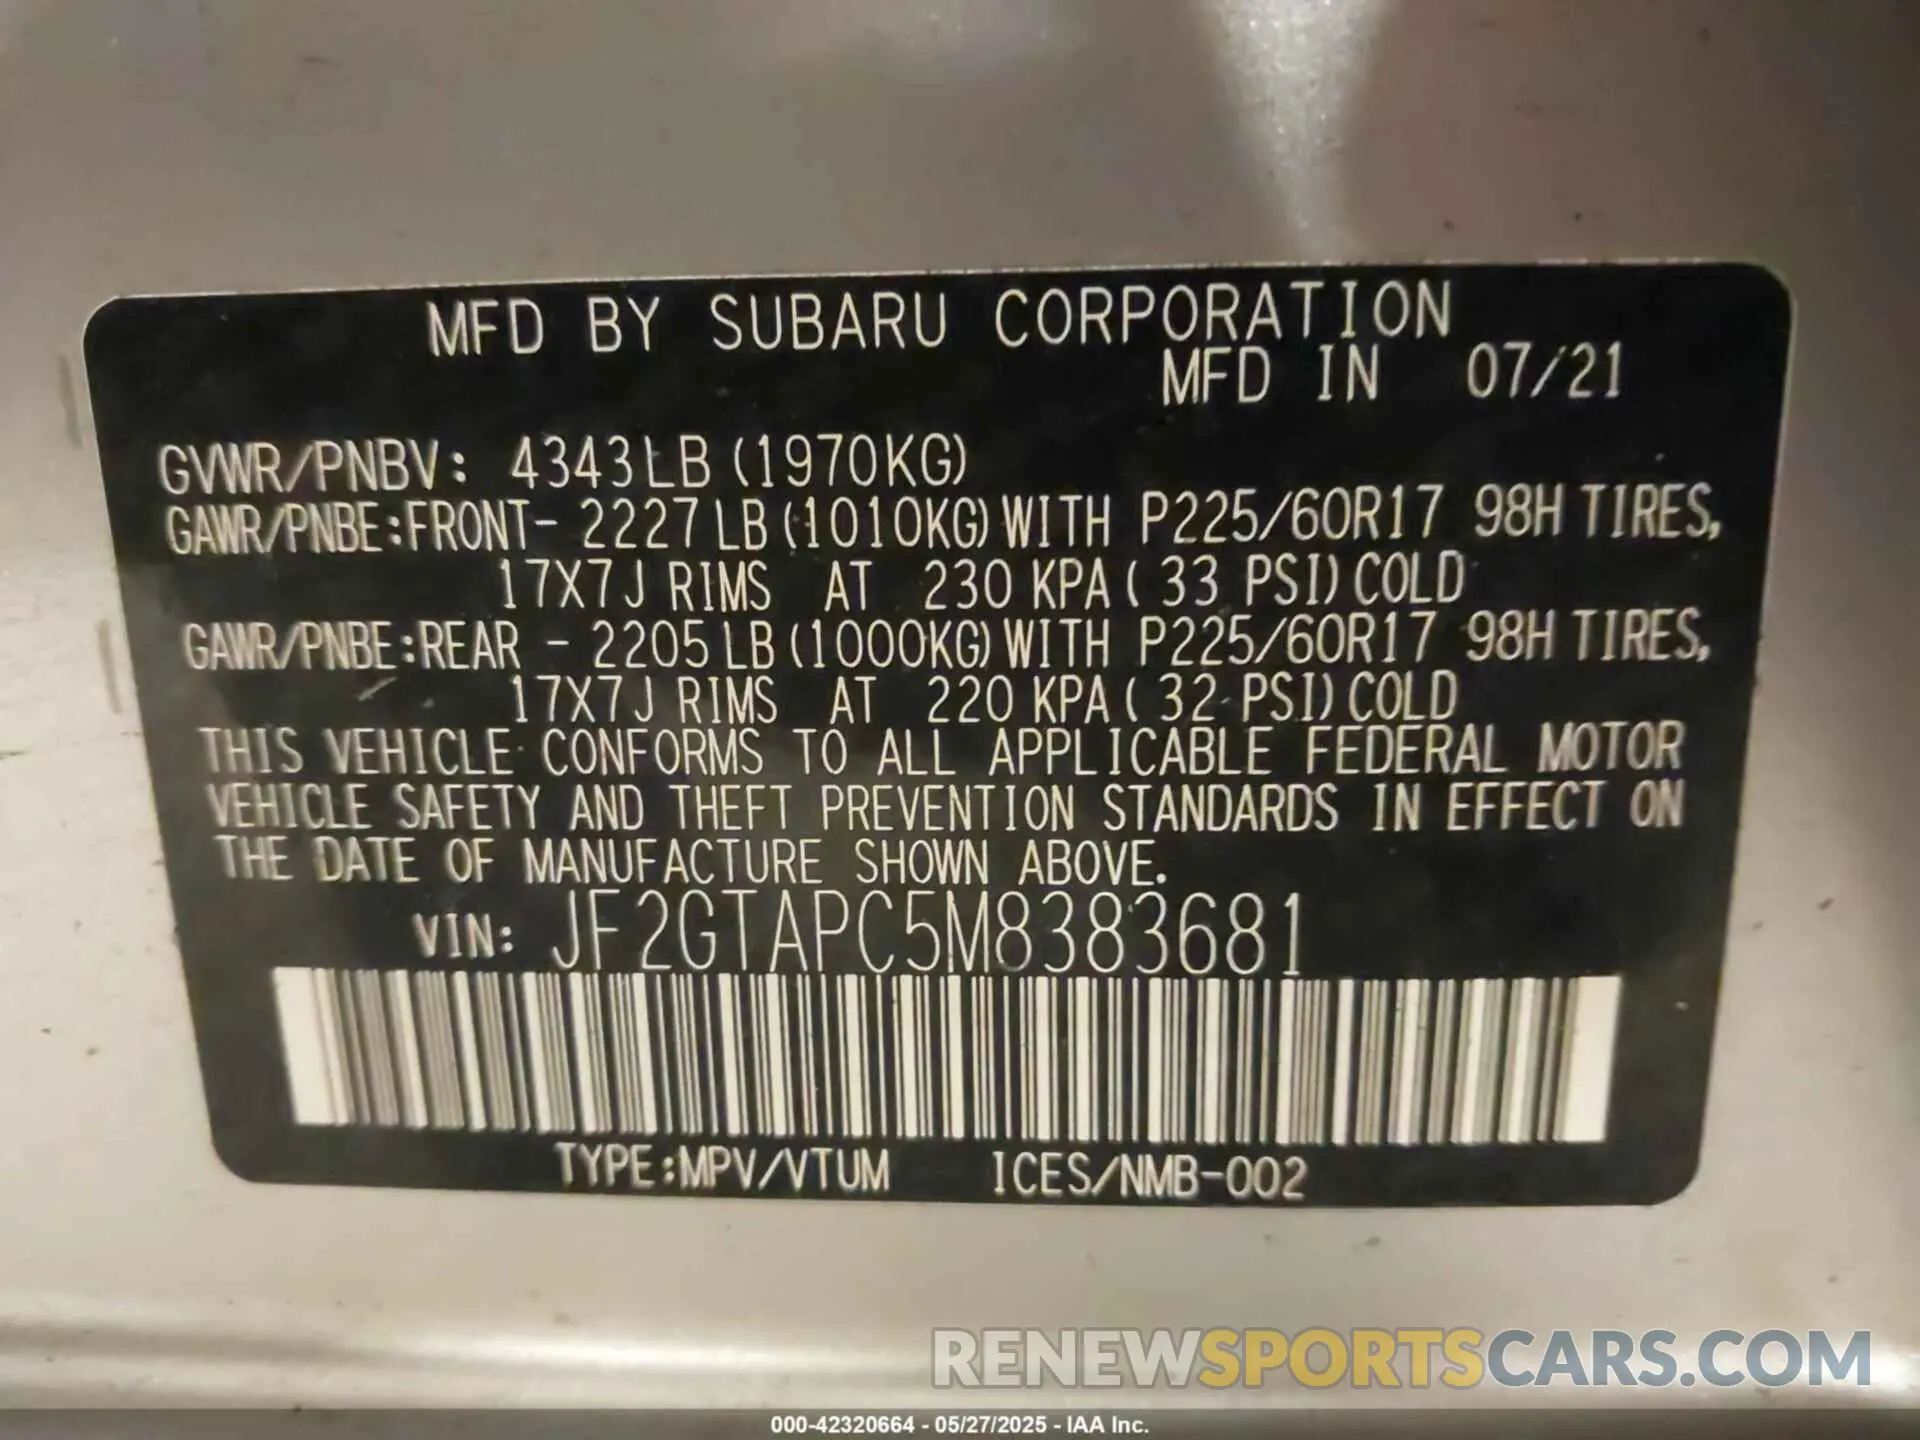 MFD BY SUBARU CORPORATION
MFD IN 07/21
GVWR/PNBV: 4343LB (1970KG)
GAWR/PNBE:FRONT- 2227 LB (1010KG) WITH P225/60R17 98H TIRES,
17X7J RIMS AT 230 KPA ( 33 PSI) COLD
GAWR/PNBE:REAR - 2205 LB (1000KG) WITH P225/60R17 98H TIRES,
17X7J RIMS AT 220 KPA ( 32 PSI) COLD
THIS VEHICLE CONFORMS TO ALL APPLICABLE FEDERAL MOTOR
VEHICLE SAFETY AND THEFT PREVENTION STANDARDS IN EFFECT ON
THE DATE OF MANUFACTURE SHOWN ABOVE.
VIN: JF2GTAPC5M8383681
TYPE:MPV/VTUM ICES/NMB-002
RENEWSPORTSCARS.COM
000-42320664 - 05/27/2025 - IAA Inc.